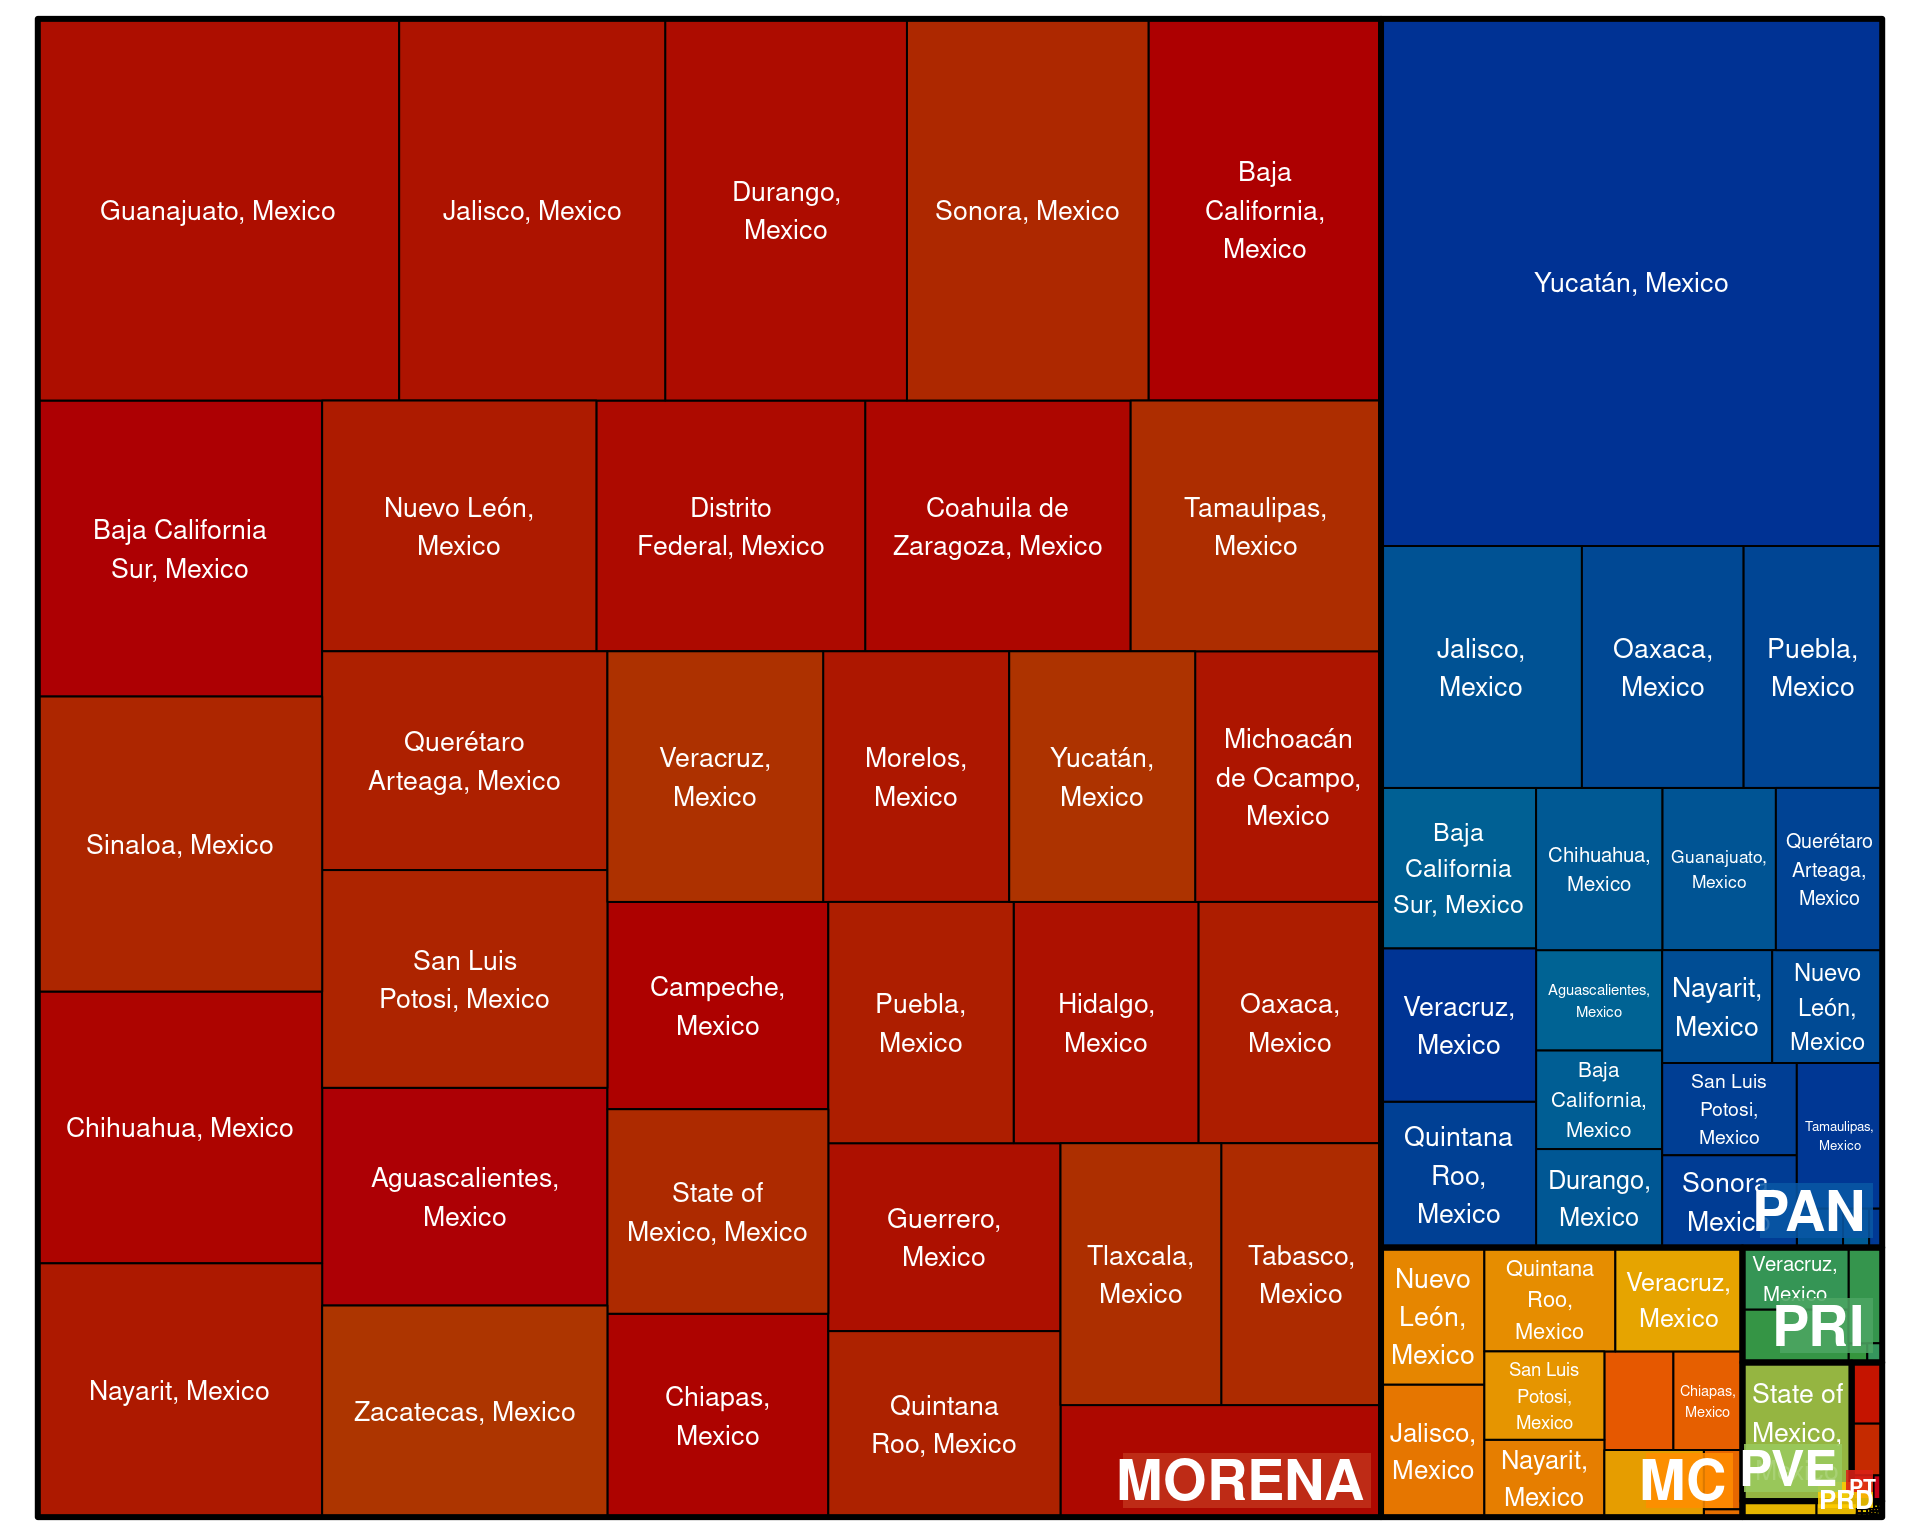 Guanajuato, Mexico
Jalisco, Mexico
Durango,
Mexico
Sonora, Mexico
Baja
California,
Mexico
Baja California
Sur, Mexico
Nuevo León,
Mexico
Distrito
Federal, Mexico
Coahuila de
Zaragoza, Mexico
Tamaulipas,
Mexico
Sinaloa, Mexico
Querétaro
Arteaga, Mexico
Veracruz,
Mexico
Morelos,
Mexico
Yucatán,
Mexico
Michoacán
de Ocampo,
Mexico
San Luis
Potosi, Mexico
Campeche,
Mexico
Puebla,
Mexico
Hidalgo,
Mexico
Oaxaca,
Mexico
Chihuahua, Mexico
Aguascalientes,
Mexico
State of
Mexico, Mexico
Guerrero,
Mexico
Tlaxcala,
Mexico
Tabasco,
Mexico
Nayarit, Mexico
Zacatecas, Mexico
Chiapas,
Mexico
Quintana
Roo, Mexico
MORENA
Yucatán, Mexico
Jalisco,
Mexico
Oaxaca,
Mexico
Puebla,
Mexico
Baja
California
Sur, Mexico
Chihuahua,
Mexico
Guanajuato,
Mexico
Querétaro
Arteaga,
Mexico
Veracruz,
Mexico
Aguascalientes,
Mexico
Nayarit,
Mexico
Nuevo
León,
Mexico
Baja
California,
Mexico
San Luis
Potosi,
Mexico
Tamaulipas,
Mexico
Quintana
Roo,
Mexico
Durango,
Mexico
Sonora
Mexico
PAN
Nuevo
León,
Mexico
Quintana
Roo,
Mexico
Veracruz,
Mexico
San Luis
Potosi,
Mexico
Chiapas,
Mexico
Jalisco,
Mexico
Nayarit,
Mexico
MC
Veracruz,
Mexico
PRI
State of
Mexico,
PVE
PT
PRD